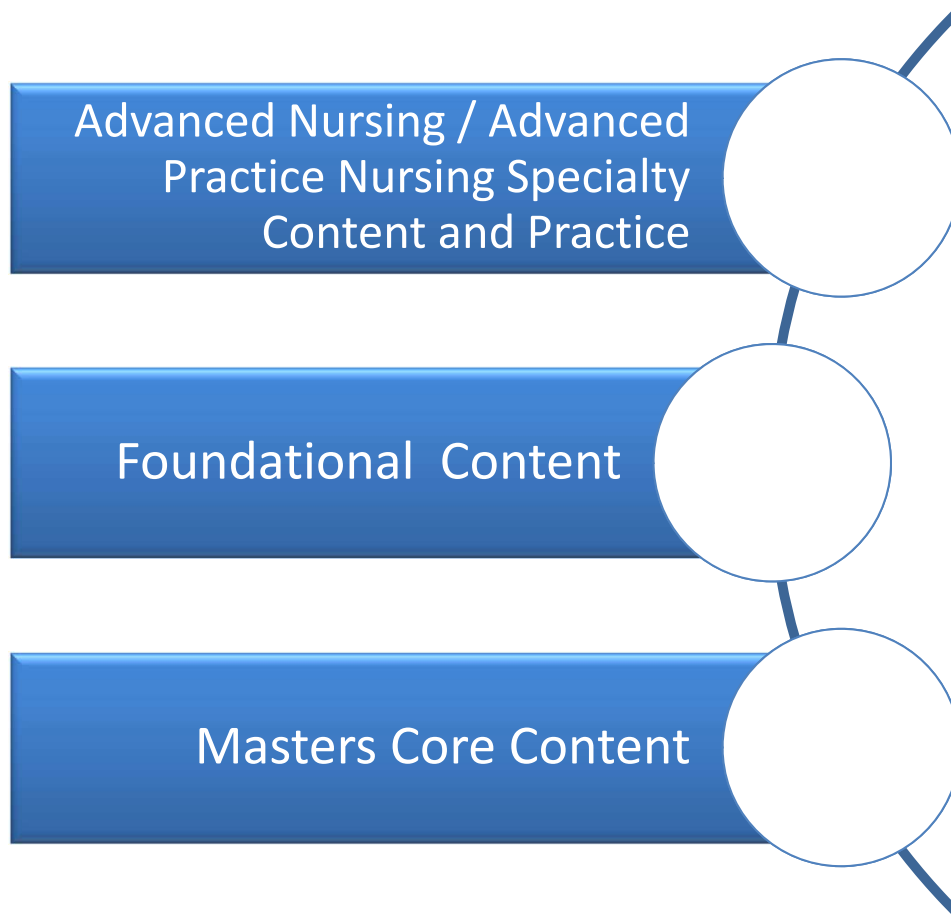 Advanced Nursing / Advanced
Practice Nursing Specialty
Content and Practice
Foundational  Content
Masters Core Content